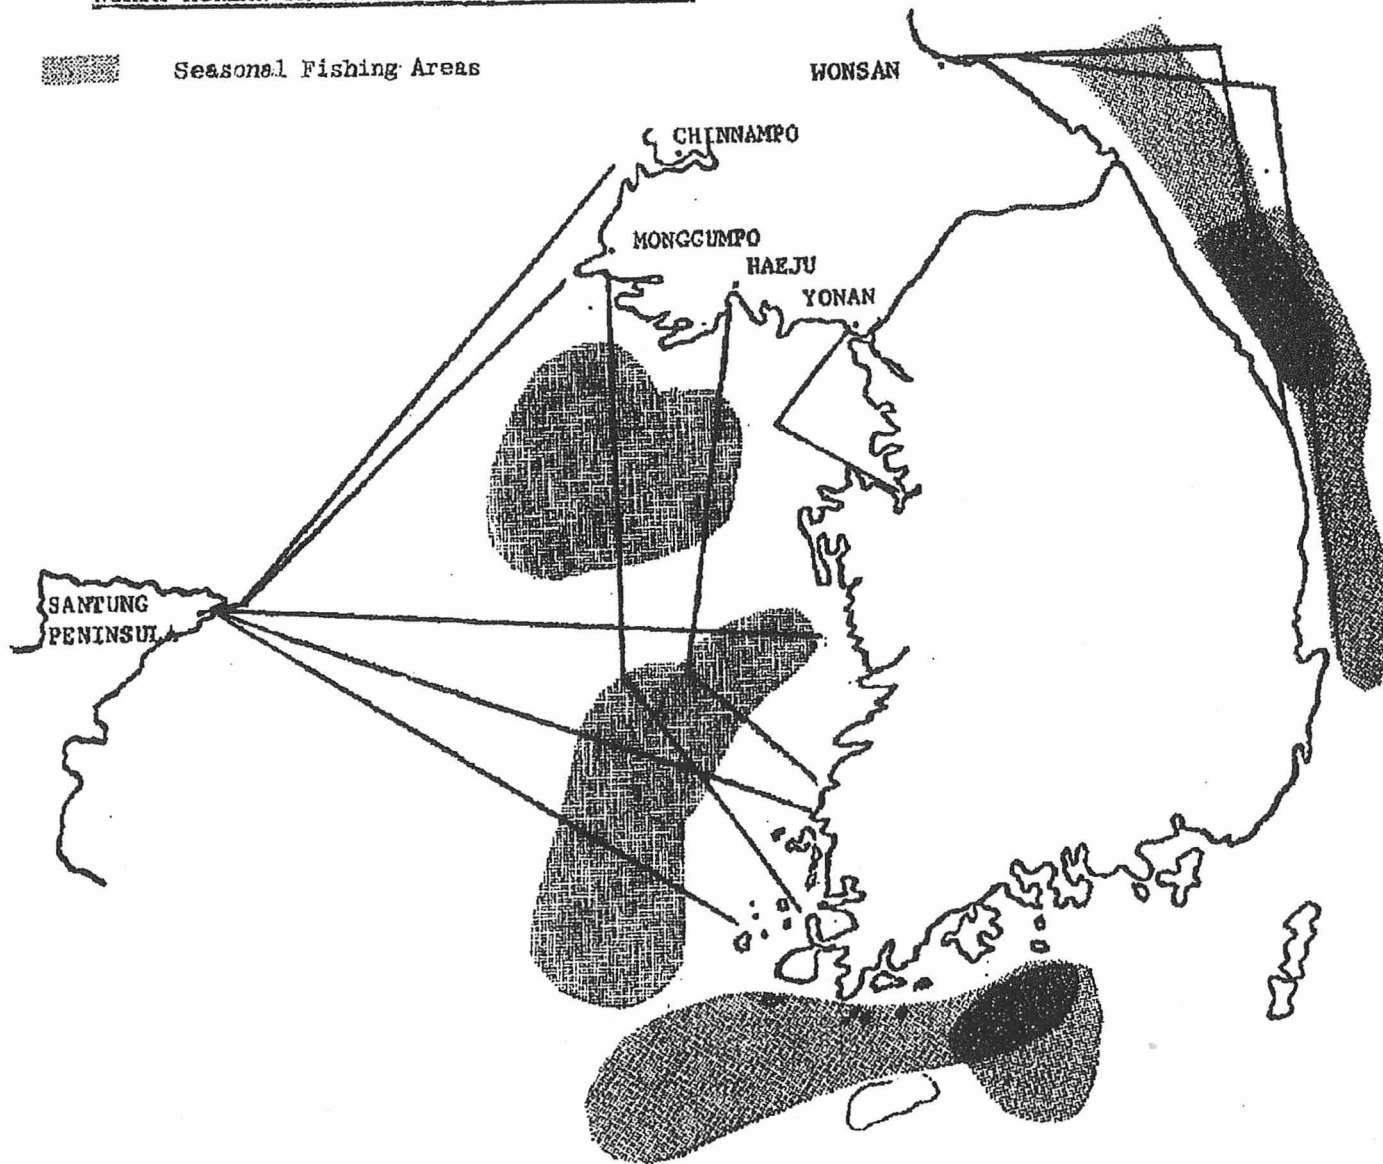 Seasonal Fishing Areas
WONSAN
CHINNAMPO
MONGGUMPO
HAEJU
YONAN
SANTUNG
PENINSULA